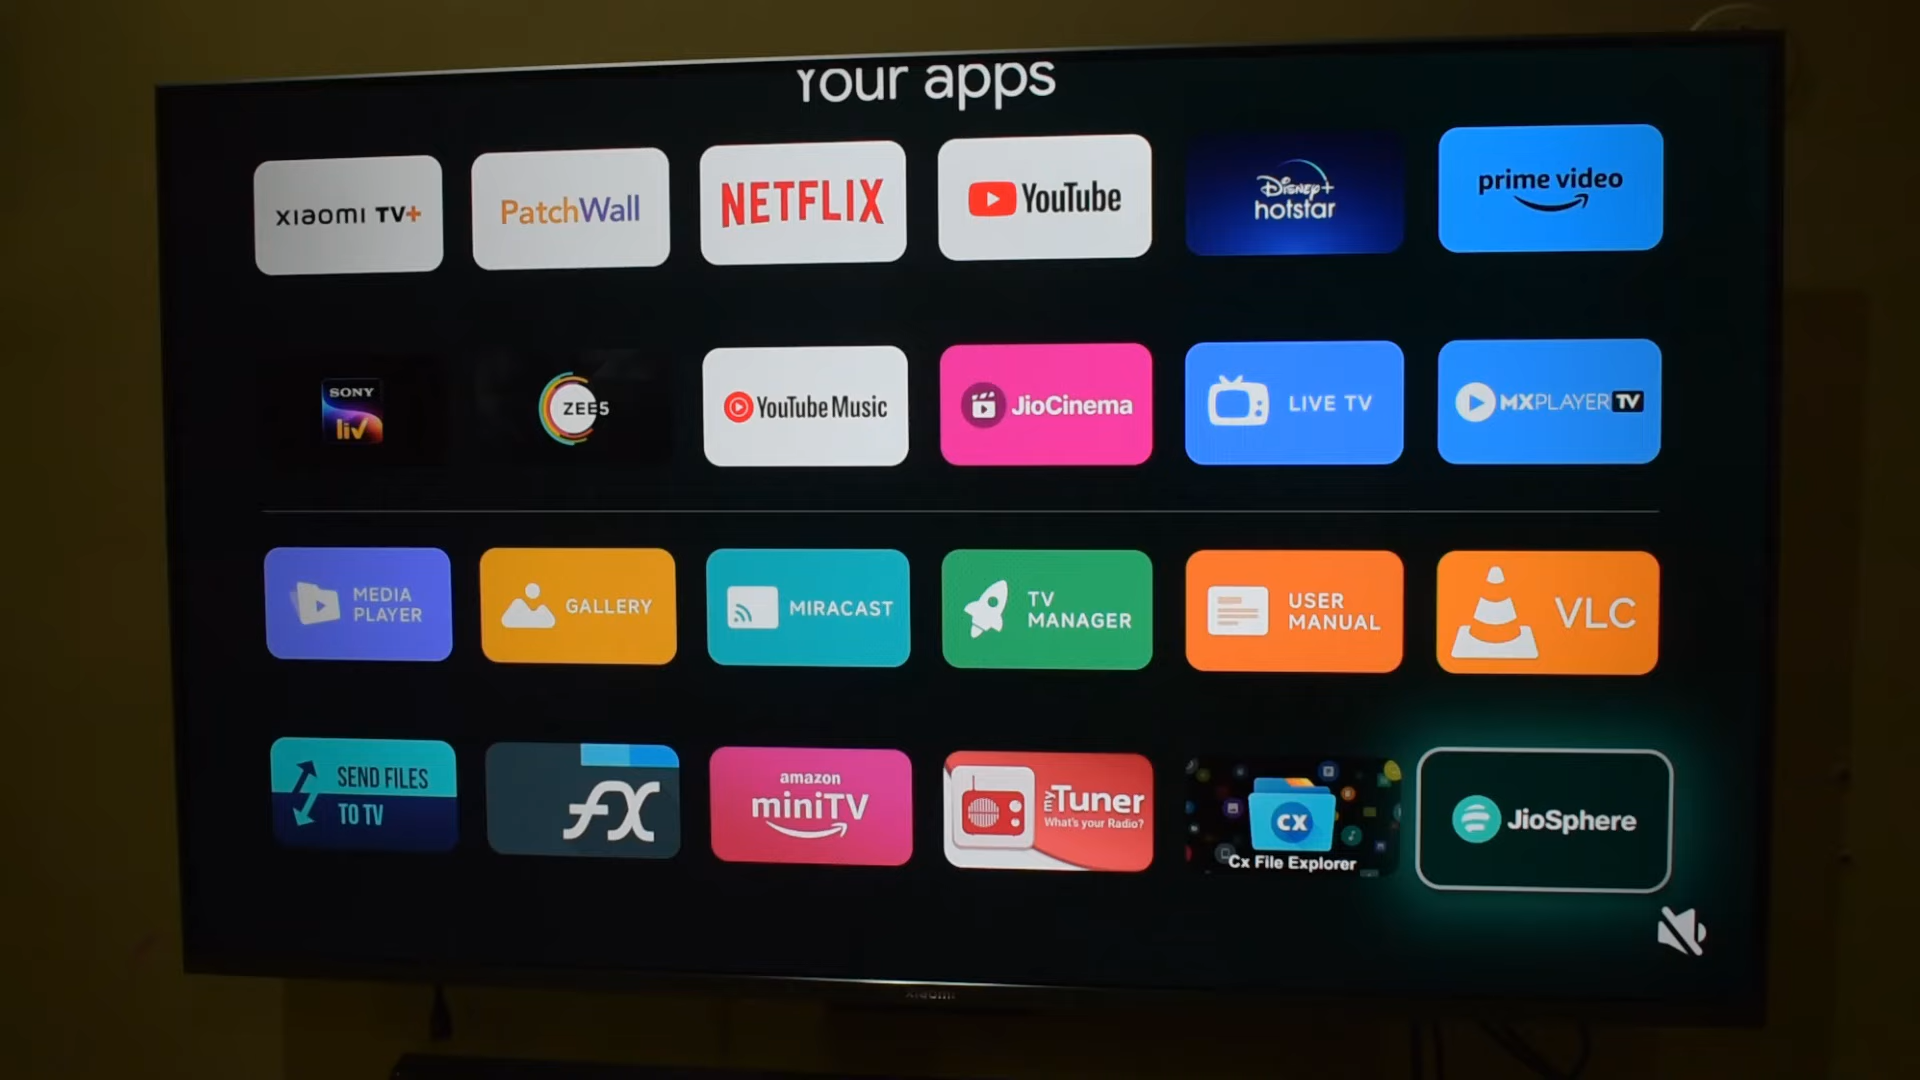 Your apps
xiaomi TV+
PatchWall
NETFLIX
YouTube
Disney+
hotstar
prime video
SONY
liv
ZEE5
YouTube Music
JioCinema
LIVE TV
MXPLAYER TV
MEDIA
PLAYER
GALLERY
MIRACAST
TV
MANAGER
USER
MANUAL
VLC
SEND FILES
TO TV
FX
amazon
miniTV
myTuner
What's your Radio?
CX
Cx File Explorer
JioSphere
xiaomi